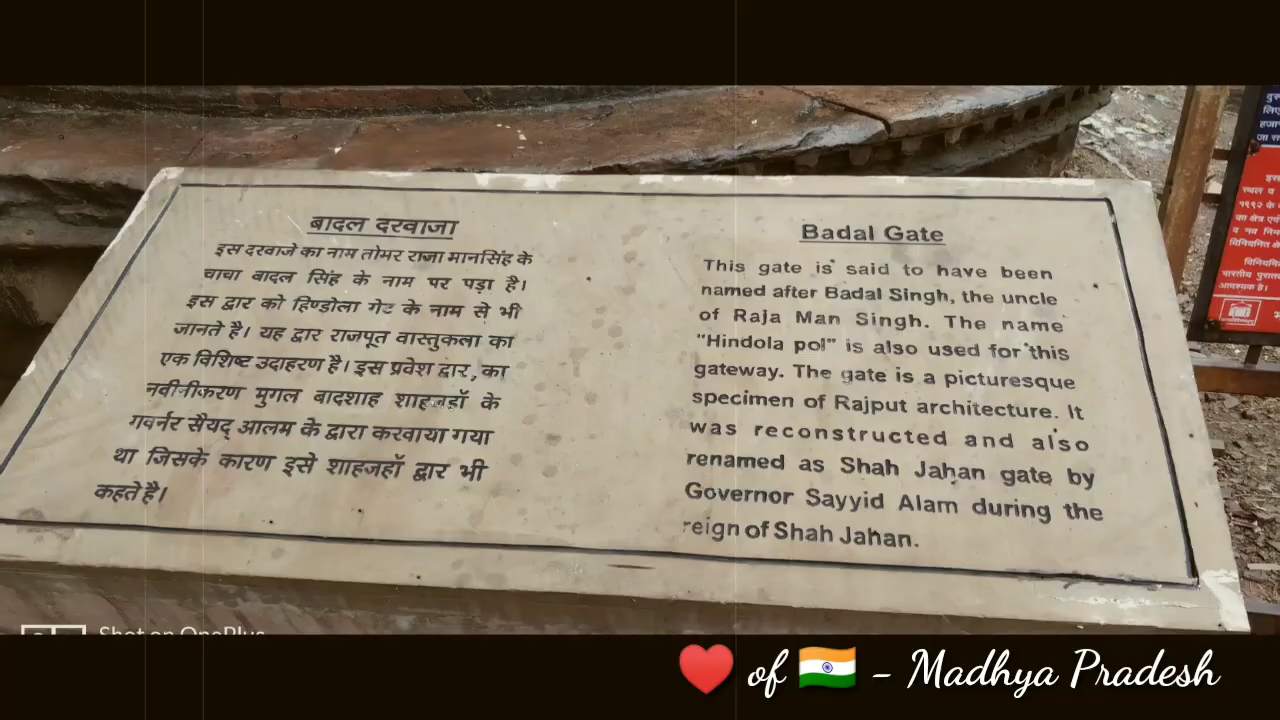 बादल दरवाजा
इस दरवाजे का नाम तोमर राजा मानसिंह के
चाचा बादल सिंह के नाम पर पड़ा है।
इस द्वार को हिण्डोला गेट के नाम से भी
जानते है। यह द्वार राजपूत वास्तुकला का
एक विशिष्ट उदाहरण है। इस प्रवेश द्वार, का
नवीनीकरण मुगल बादशाह शाहजहाॅ के
गवर्नर सैयद् आलम के द्वारा करवाया गया
था जिसके कारण इसे शाहजहाॅ द्वार भी
कहते है।
Badal Gate
This gate is said to have been
named after Badal Singh, the uncle
of Raja Man Singh. The name
"Hindola pol" is also used for this
gateway. The gate is a picturesque
specimen of Rajput architecture. It
was reconstructed and also
renamed as Shah Jahan gate by
Governor Sayyid Alam during the
reign of Shah Jahan.
१९९२ के
भारतीय
आवश्यक है।
Shot on OnePlus
❤️ of 🇮🇳 - Madhya Pradesh